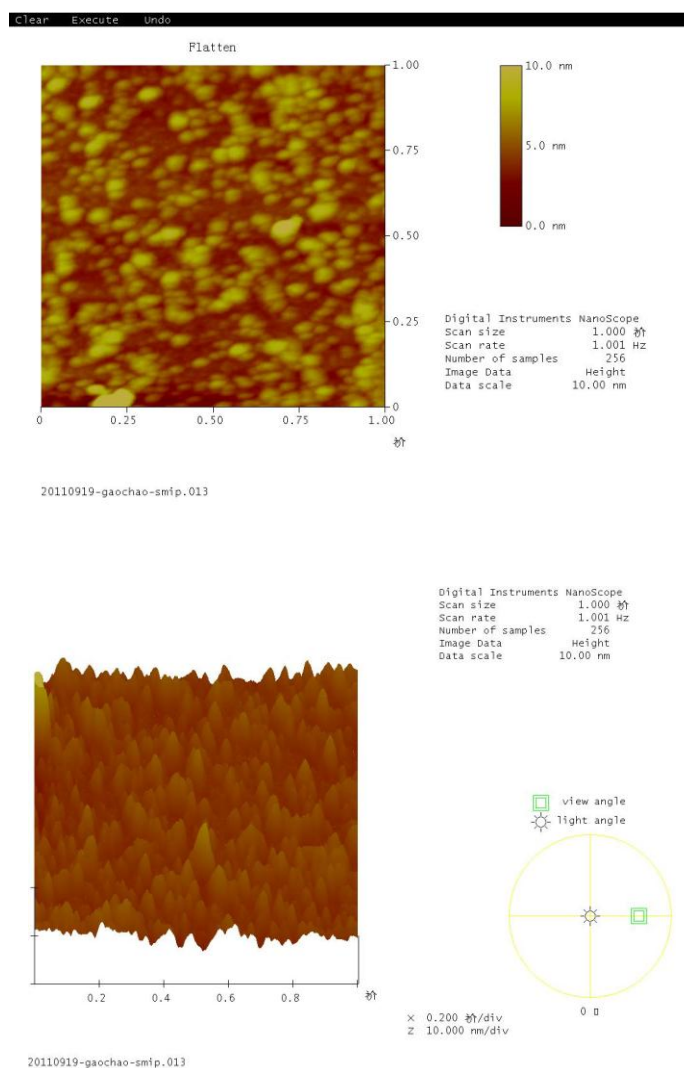 Clear Execute Undo
Flatten
1.00
0.75
0.50
0.25
0
0 0.25 0.50 0.75 1.00
10.0 nm
5.0 nm
0.0 nm
Digital Instruments NanoScope
Scan size 1.000
Scan rate 1.001 Hz
Number of samples 256
Image Data Height
Data scale 10.00 nm
20110919-gaochao-smip.013
Digital Instruments NanoScope
Scan size 1.000
Scan rate 1.001 Hz
Number of samples 256
Image Data Height
Data scale 10.00 nm
view angle
light angle
0.2 0.4 0.6 0.8
X 0.200 /div
Z 10.000 nm/div
0
20110919-gaochao-smip.013